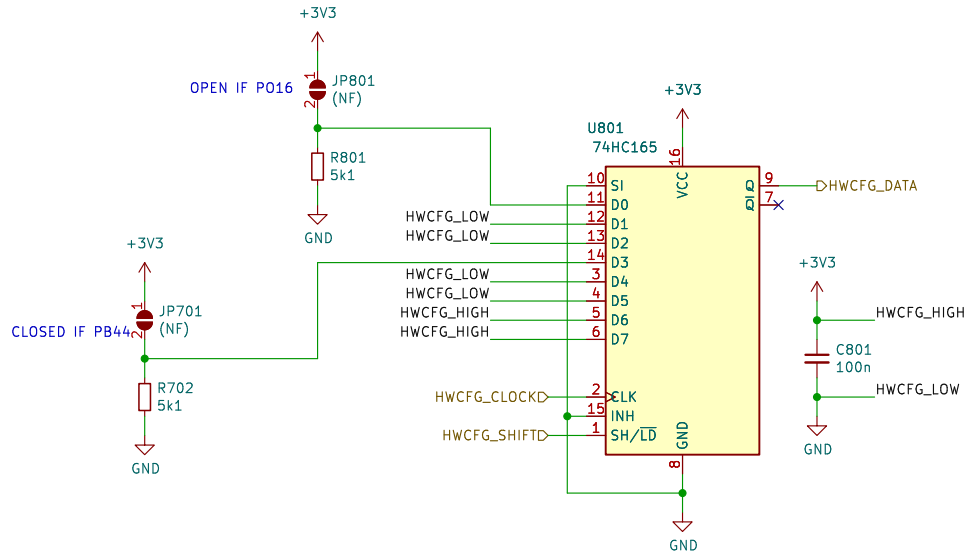 +3V3
OPEN IF PO16
1
2
JP801
(NF)
R801
5k1
GND
+3V3
CLOSED IF PB44
1
2
JP701
(NF)
R702
5k1
GND
+3V3
U801
74HC165
16
VCC
10 SI
11 D0
HWCFG_LOW 12 D1
HWCFG_LOW 13 D2
14 D3
HWCFG_LOW 3 D4
HWCFG_LOW 4 D5
HWCFG_HIGH 5 D6
HWCFG_HIGH 6 D7
HWCFG_CLOCK 2 CLK
15 INH
HWCFG_SHIFT 1 SH/LD
Q 9 HWCFG_DATA
Q 7
GND
8
GND
+3V3
HWCFG_HIGH
C801
100n
HWCFG_LOW
GND